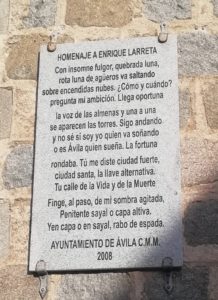 HOMENAJE A ENRIQUE LARRETA
Con insomne fulgor, quebrada luna,
rota luna de agüeros va saltando
sobre encendidas nubes. ¿Cómo y cuándo?
pregunta mi ambición. Llega oportuna
la voz de las almenas y una a una
se aparecen las torres. Sigo andando
y no sé si soy yo quien va soñando
o es Ávila quien sueña. La fortuna
rondaba. Tú me diste ciudad fuerte,
ciudad santa, la llave alternativa.
Tu calle de la Vida y de la Muerte
Finge, al paso, de mi sombra agitada,
Penitente sayal o capa altiva.
Yen capa o en sayal, rabo de espada.
AYUNTAMIENTO DE ÁVILA C.M.M.
2008